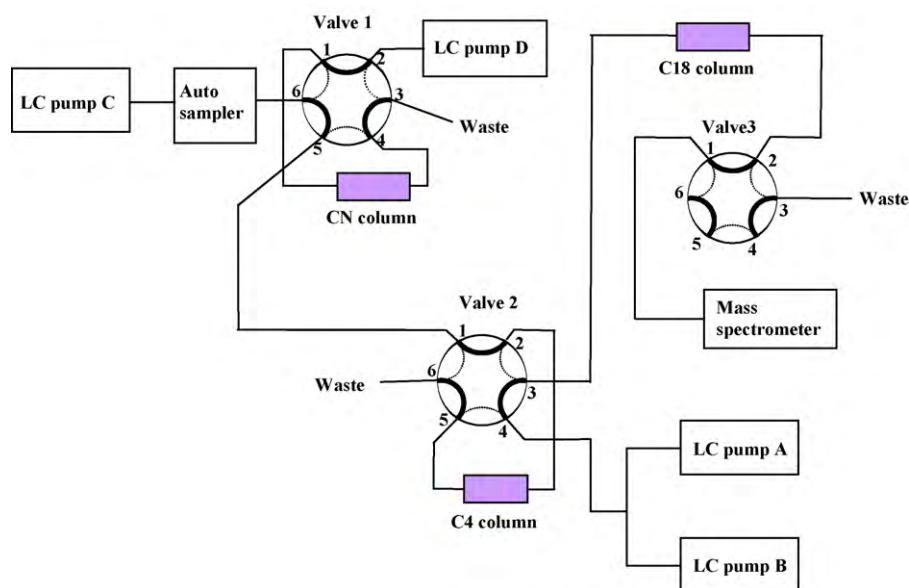 Valve 1
LC pump D
LC pump C
Auto
sampler
1
2
3
4
5
6
Waste
CN column
C18 column
Valve3
1
2
3
4
5
6
Waste
Mass
spectrometer
Valve 2
1
2
3
4
5
6
Waste
C4 column
LC pump A
LC pump B